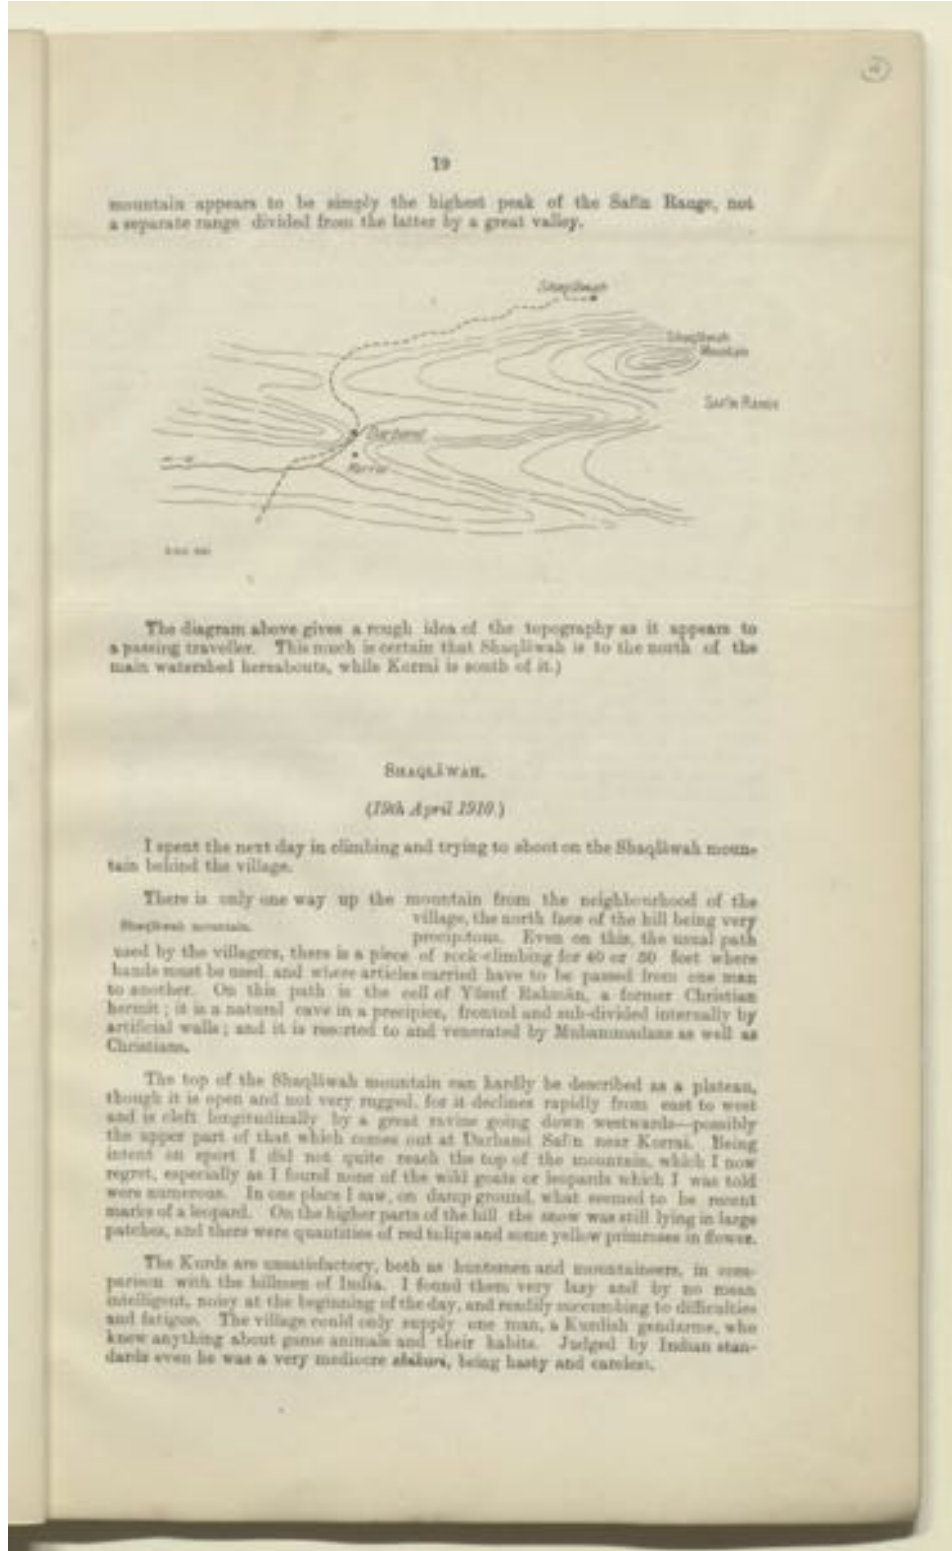 19
mountain appears to be simply the highest peak of the Safīn Range, not
a separate range divided from the latter by a great valley.
Shaqlāwah
Shaqlāwah
Mountain
SAFĪN RANGE
Darband
Korrai
The diagram above gives a rough idea of the topography as it appears to
a passing traveller. This much is certain that Shaqlāwah is to the north of the
main watershed hereabouts, while Korrai is south of it.)
SHAQLĀWAH.
(19th April 1910.)
I spent the next day in climbing and trying to shoot on the Shaqlāwah moun-
tain behind the village.
There is only one way up the mountain from the neighbourhood of the
Shaqlāwah mountain.
village, the north face of the hill being very
precipitous. Even on this, the usual path
used by the villagers, there is a piece of rock-climbing for 40 or 50 feet where
hands must be used, and where articles carried have to be passed from one man
to another. On this path is the cell of Yūsuf Rahmān, a former Christian
hermit; it is a natural cave in a precipice, fronted and sub-divided internally by
artificial walls; and it is resorted to and venerated by Muhammadans as well as
Christians.
The top of the Shaqlāwah mountain can hardly be described as a plateau,
though it is open and not very rugged, for it declines rapidly from east to west
and is cleft longitudinally by a great ravine going down westwards—possibly
the upper part of that which comes out at Darband Safīn near Korrai. Being
intent on sport I did not quite reach the top of the mountain, which I now
regret, especially as I found none of the wild goats or leopards which I was told
were numerous. In one place I saw, on damp ground, what seemed to be recent
marks of a leopard. On the higher parts of the hill the snow was still lying in large
patches, and there were quantities of red tulips and some yellow primroses in flower.
The Kurds are unsatisfactory, both as huntsmen and mountaineers, in com-
parison with the hillmen of India. I found them very lazy and by no mean
intelligent, noisy at the beginning of the day, and readily succumbing to difficulties
and fatigue. The village could only supply one man, a Kurdish gendarme, who
knew anything about game animals and their habits. Judged by Indian stan-
dards even he was a very mediocre shikari, being hasty and careless.